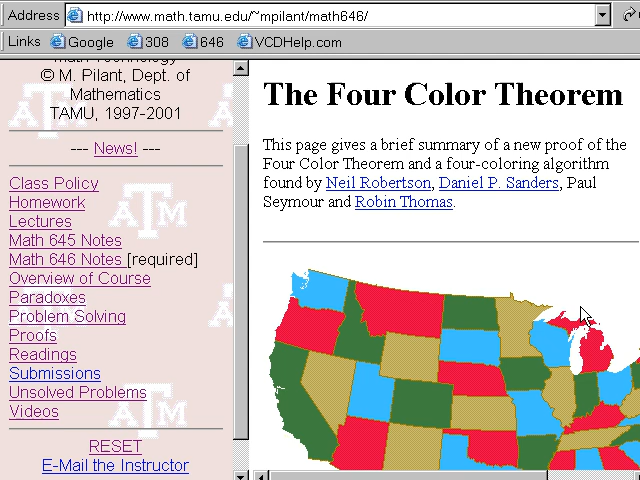 Address http://www.math.tamu.edu/~mpilant/math646/
Links Google 308 646 VCDHelp.com
Math Technology
© M. Pilant, Dept. of
Mathematics
TAMU, 1997-2001
--- News! ---
Class Policy
Homework
Lectures
Math 645 Notes
Math 646 Notes [required]
Overview of Course
Paradoxes
Problem Solving
Proofs
Readings
Submissions
Unsolved Problems
Videos
RESET
E-Mail the Instructor
The Four Color Theorem
This page gives a brief summary of a new proof of the
Four Color Theorem and a four-coloring algorithm
found by Neil Robertson, Daniel P. Sanders, Paul
Seymour and Robin Thomas.